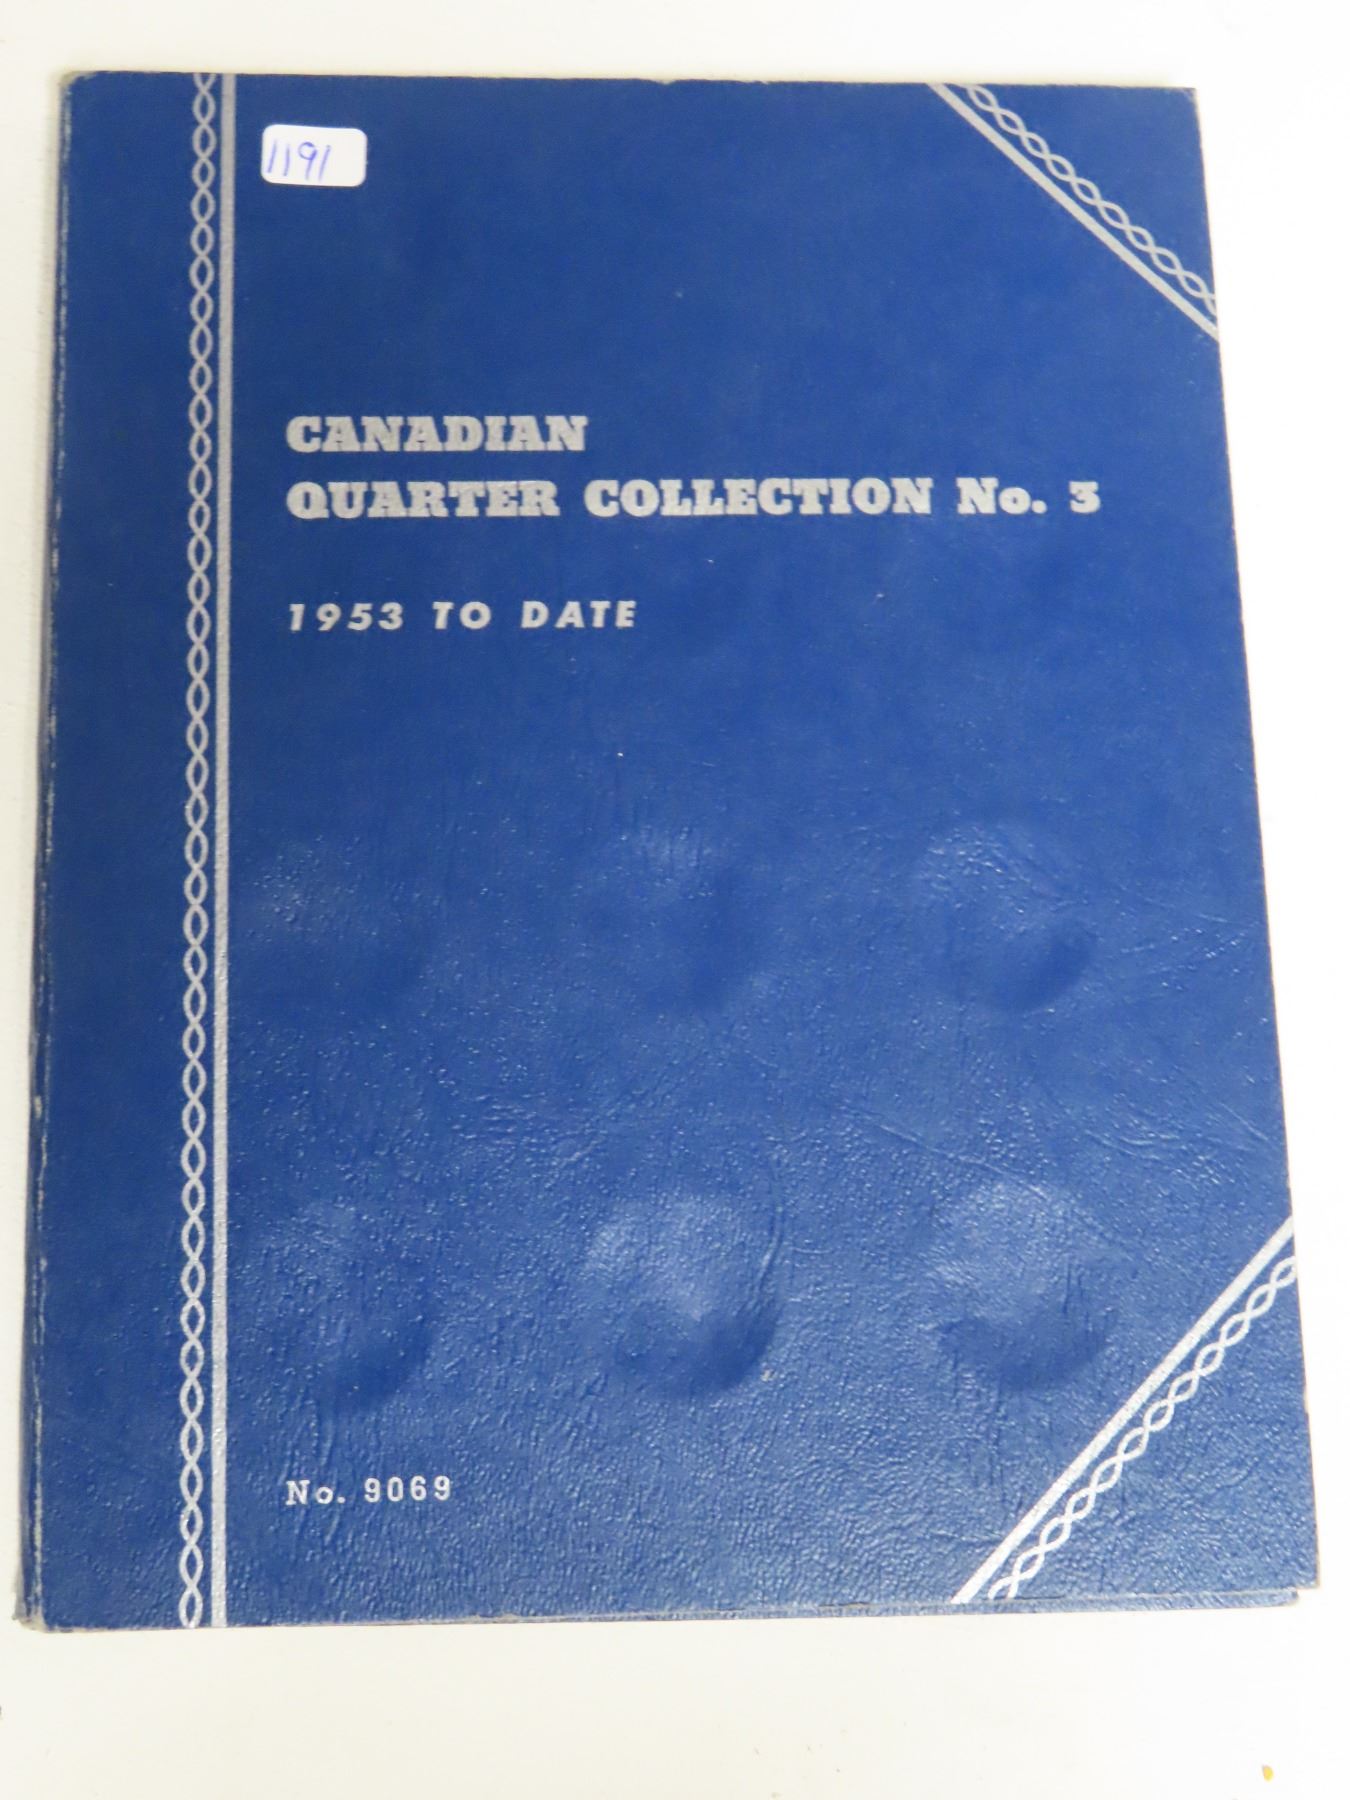 1191
CANADIAN
QUARTER COLLECTION No. 3
1953 TO DATE
No. 9069